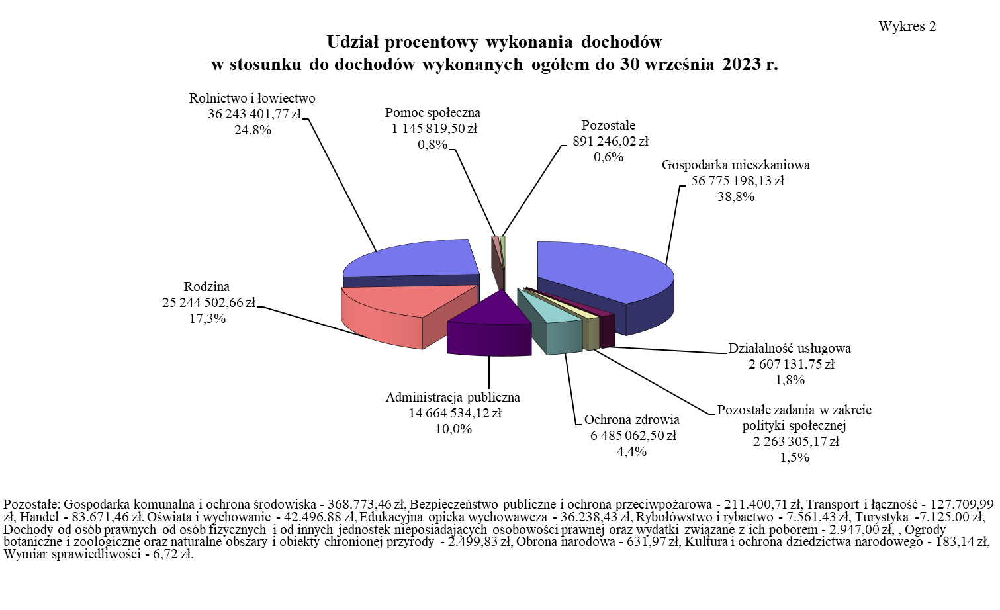 Wykres 2
Udział procentowy wykonania dochodów
w stosunku do dochodów wykonanych ogółem do 30 września 2023 r.
Rolnictwo i łowiectwo
36 243 401,77 zł
24,8%
Pomoc społeczna
1 145 819,50 zł
0,8%
Pozostałe
891 246,02 zł
0,6%
Gospodarka mieszkaniowa
56 775 198,13 zł
38,8%
Rodzina
25 244 502,66 zł
17,3%
Działalność usługowa
2 607 131,75 zł
1,8%
Administracja publiczna
14 664 534,12 zł
10,0%
Ochrona zdrowia
6 485 062,50 zł
4,4%
Pozostałe zadania w zakreie
polityki społecznej
2 263 305,17 zł
1,5%
Pozostałe: Gospodarka komunalna i ochrona środowiska - 368.773,46 zł, Bezpieczeństwo publiczne i ochrona przeciwpożarowa - 211.400,71 zł, Transport i łączność - 127.709,99
zł, Handel - 83.671,46 zł, Oświata i wychowanie - 42.496,88 zł, Edukacyjna opieka wychowawcza - 36.238,43 zł, Rybołówstwo i rybactwo - 7.561,43 zł, Turystyka -7.125,00 zł,
Dochody od osób prawnych od osób fizycznych i od innych jednostek nieposiadających osobowości prawnej oraz wydatki związane z ich poborem - 2.947,00 zł, , Ogrody
botaniczne i zoologiczne oraz naturalne obszary i obiekty chronionej przyrody - 2.499,83 zł, Obrona narodowa - 631,97 zł, Kultura i ochrona dziedzictwa narodowego - 183,14 zł,
Wymiar sprawiedliwości - 6,72 zł.